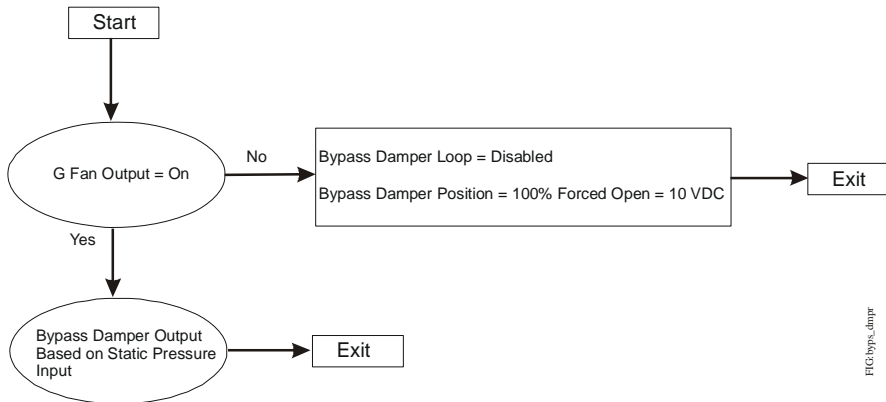 Start
G Fan Output = On
No
Bypass Damper Loop = Disabled
Bypass Damper Position = 100% Forced Open = 10 VDC
Exit
Yes
Bypass Damper Output
Based on Static Pressure
Input
Exit
FIG:byps_dmpr